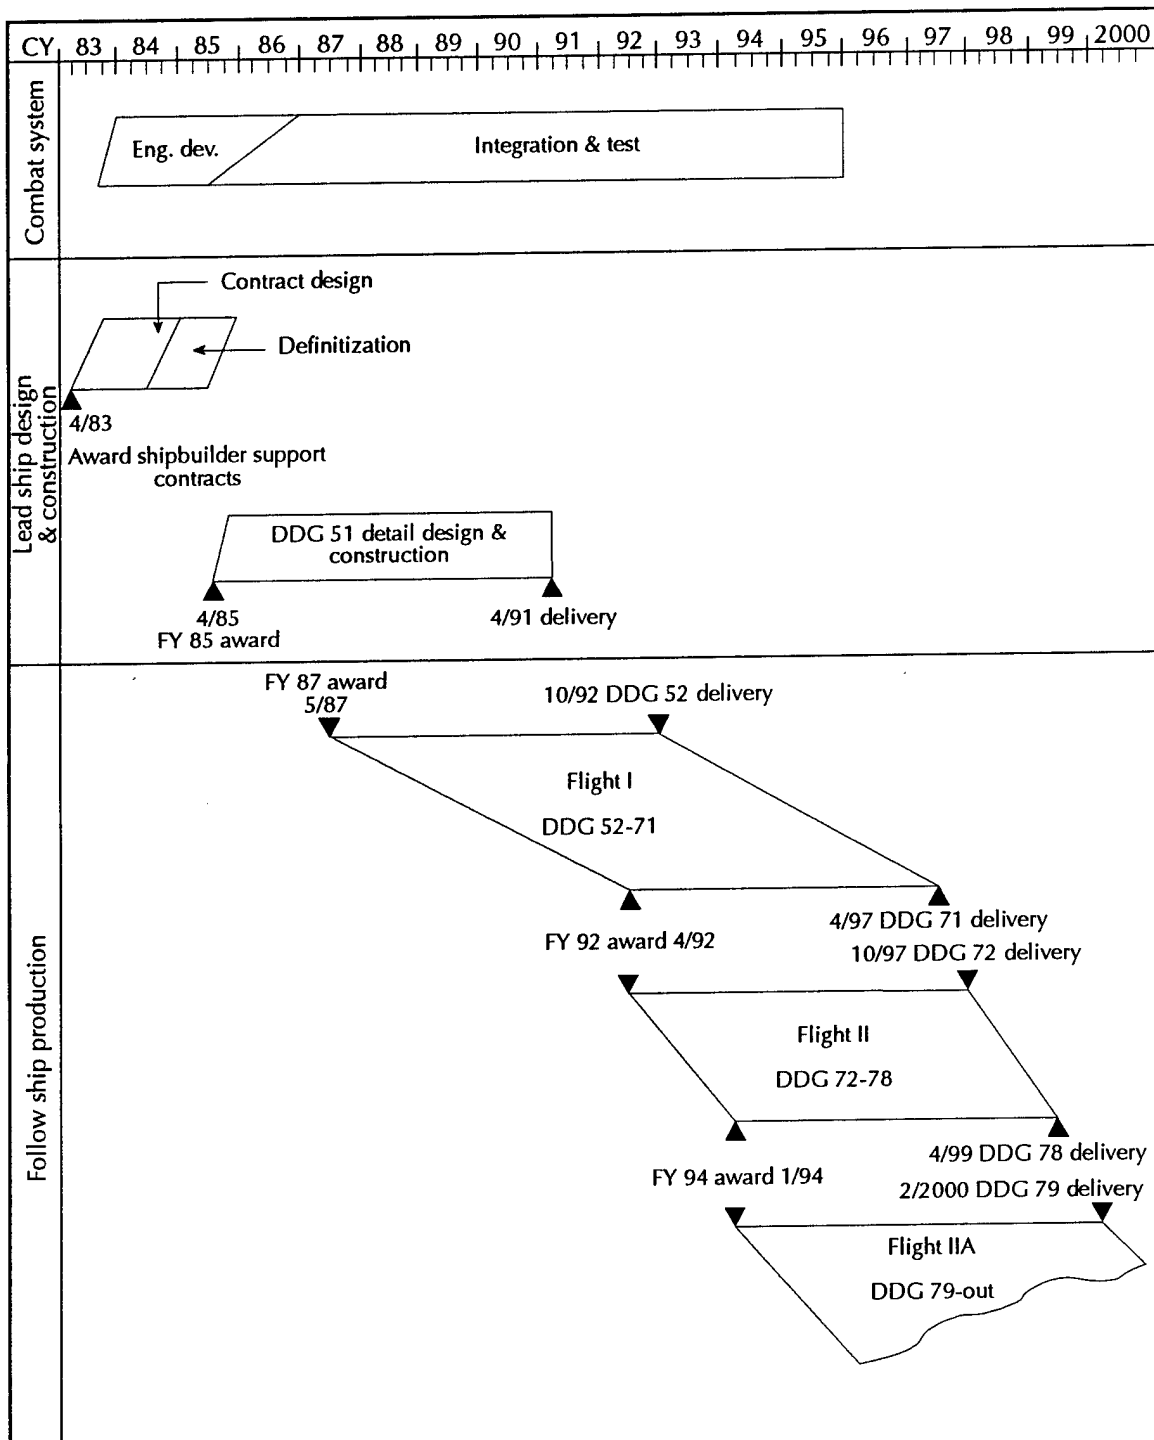 CY 83 84 85 86 87 88 89 90 91 92 93 94 95 96 97 98 99 2000
Combat system
Eng. dev.
Integration & test
Lead ship design
& construction
Contract design
Definitization
4/83
Award shipbuilder support
contracts
DDG 51 detail design &
construction
4/85
FY 85 award
4/91 delivery
Follow ship production
FY 87 award
5/87
10/92 DDG 52 delivery
Flight I
DDG 52-71
FY 92 award 4/92
4/97 DDG 71 delivery
10/97 DDG 72 delivery
Flight II
DDG 72-78
FY 94 award 1/94
4/99 DDG 78 delivery
2/2000 DDG 79 delivery
Flight IIA
DDG 79-out